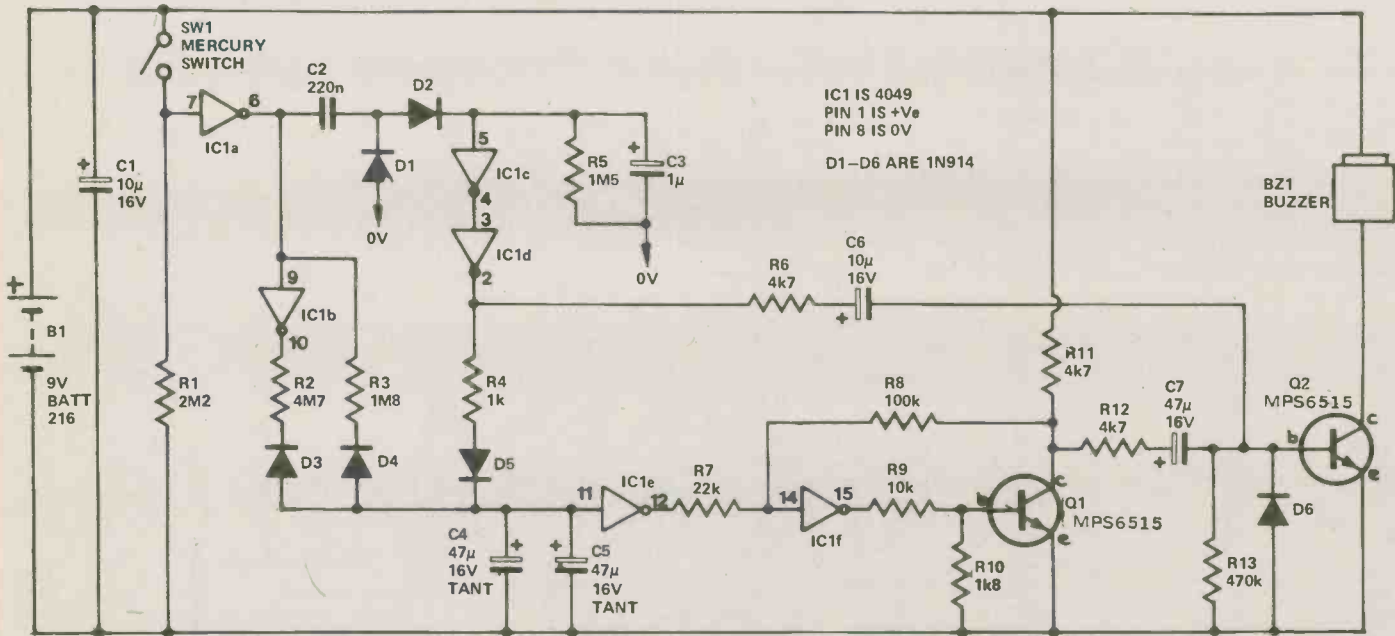 SW1
MERCURY
SWITCH
C2
220n
D2
7
6
IC1a
IC1 IS 4049
PIN 1 IS +Ve
PIN 8 IS 0V
D1–D6 ARE 1N914
+
C1
10μ
16V
D1
0V
5
IC1c
4
3
IC1d
2
R5
1M5
+
C3
1μ
0V
BZ1
BUZZER
9
IC1b
10
R6
4k7
C6
10μ
16V
+
+
B1
9V
BATT
216
R1
2M2
R2
4M7
R3
1M8
R4
1k
R8
100k
R11
4k7
R12
4k7
C7
47μ
16V
+
Q2
MPS6515
b
c
e
D3
D4
D5
11
IC1e
12
R7
22k
14
15
IC1f
R9
10k
b
c
e
Q1
MPS6515
D6
C4
47μ
16V
TANT
+
C5
47μ
16V
TANT
+
R10
1k8
R13
470k